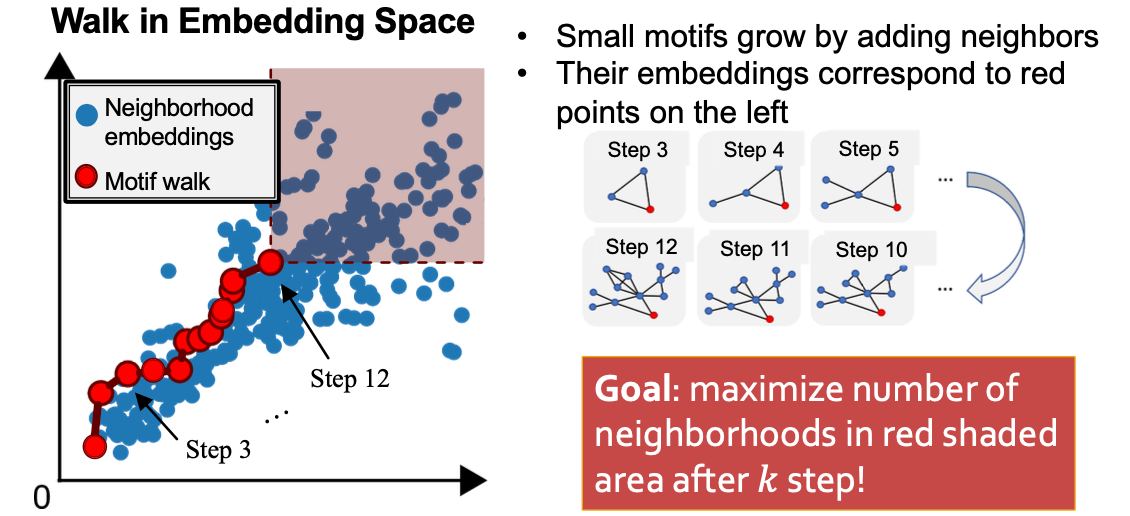 Walk in Embedding Space
Neighborhood
embeddings
Motif walk
Step 12
...
Step 3
0
• Small motifs grow by adding neighbors
• Their embeddings correspond to red
points on the left
Step 3 Step 4 Step 5 ...
Step 12 Step 11 Step 10 ...
Goal: maximize number of
neighborhoods in red shaded
area after k step!